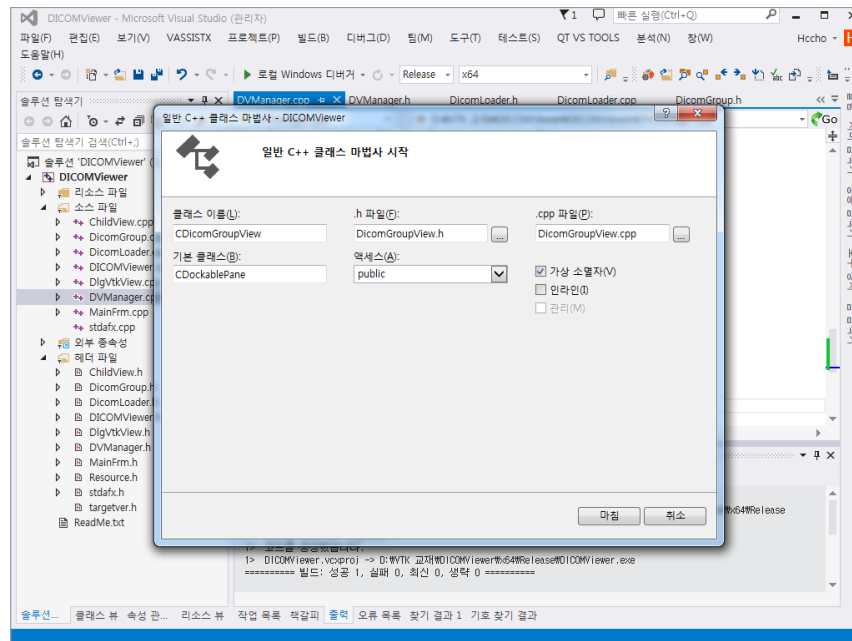 DICOMViewer - Microsoft Visual Studio (관리자)
1
빠른 실행(Ctrl+Q)
파일(F) 편집(E) 보기(V) VASSISTX 프로젝트(P) 빌드(B) 디버그(D) 팀(M) 도구(T) 테스트(S) QT VS TOOLS 분석(N) 창(W)
Hccho
도움말(H)
로컬 Windows 디버거 Release x64
솔루션 탐색기
DVManager.cpp DVManager.h DicomLoader.h DicomLoader.cpp DicomGroup.h
Go
솔루션 탐색기 검색(Ctrl+;)
솔루션 'DICOMViewer' (
DICOMViewer
리소스 파일
소스 파일
ChildView.cpp
DicomGroup.c
DicomLoader.
DICOMViewer
DlgVtkView.cp
DVManager.cp
MainFrm.cpp
stdafx.cpp
외부 종속성
헤더 파일
ChildView.h
DicomGroup.h
DicomLoader.
DICOMViewer
DlgVtkView.h
DVManager.h
MainFrm.h
Resource.h
stdafx.h
targetver.h
ReadMe.txt
일반 C++ 클래스 마법사 - DICOMViewer
일반 C++ 클래스 마법사 시작
클래스 이름(L): .h 파일(F): .cpp 파일(P):
CDicomGroupView DicomGroupView.h ... DicomGroupView.cpp ...
기본 클래스(B): 액세스(A):
CDockablePane public
가상 소멸자(V)
인라인(I)
관리(M)
마침 취소
₩x64₩Release
1> DICOMViewer.vcxproj -> D:₩VTK 교재₩DICOMViewer₩x64₩Release₩DICOMViewer.exe
========== 빌드: 성공 1, 실패 0, 최신 0, 생략 0 ==========
솔루션... 클래스 뷰 속성 관... 리소스 뷰 작업 목록 책갈피 출력 오류 목록 찾기 결과 1 기호 찾기 결과